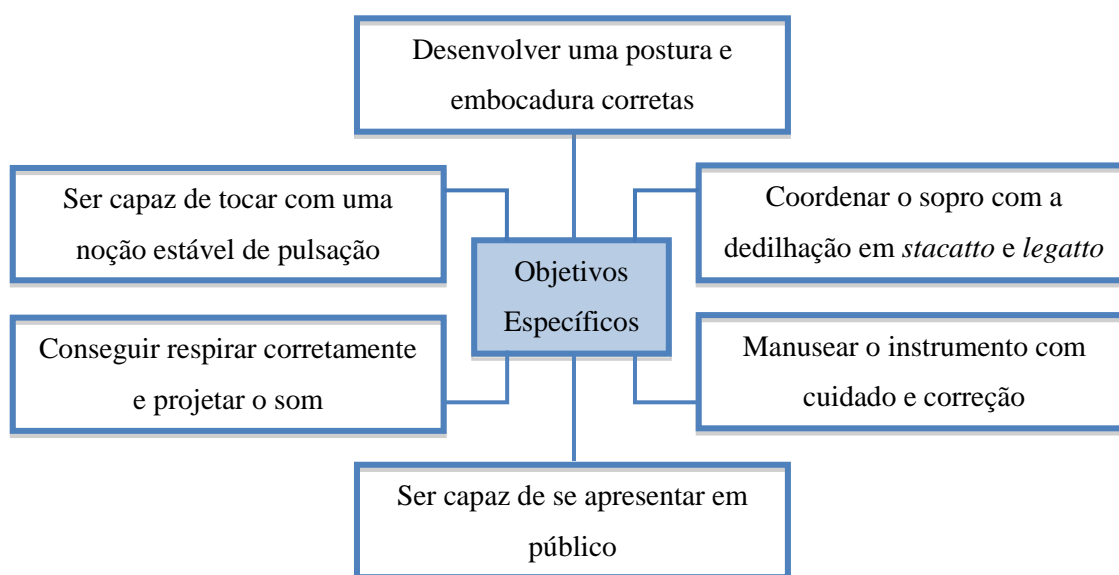 Desenvolver uma postura e
embocadura corretas
Ser capaz de tocar com uma
noção estável de pulsação
Coordenar o sopro com a
dedilhação em stacatto e legatto
Objetivos
Específicos
Conseguir respirar corretamente
e projetar o som
Manusear o instrumento com
cuidado e correção
Ser capaz de se apresentar em
público